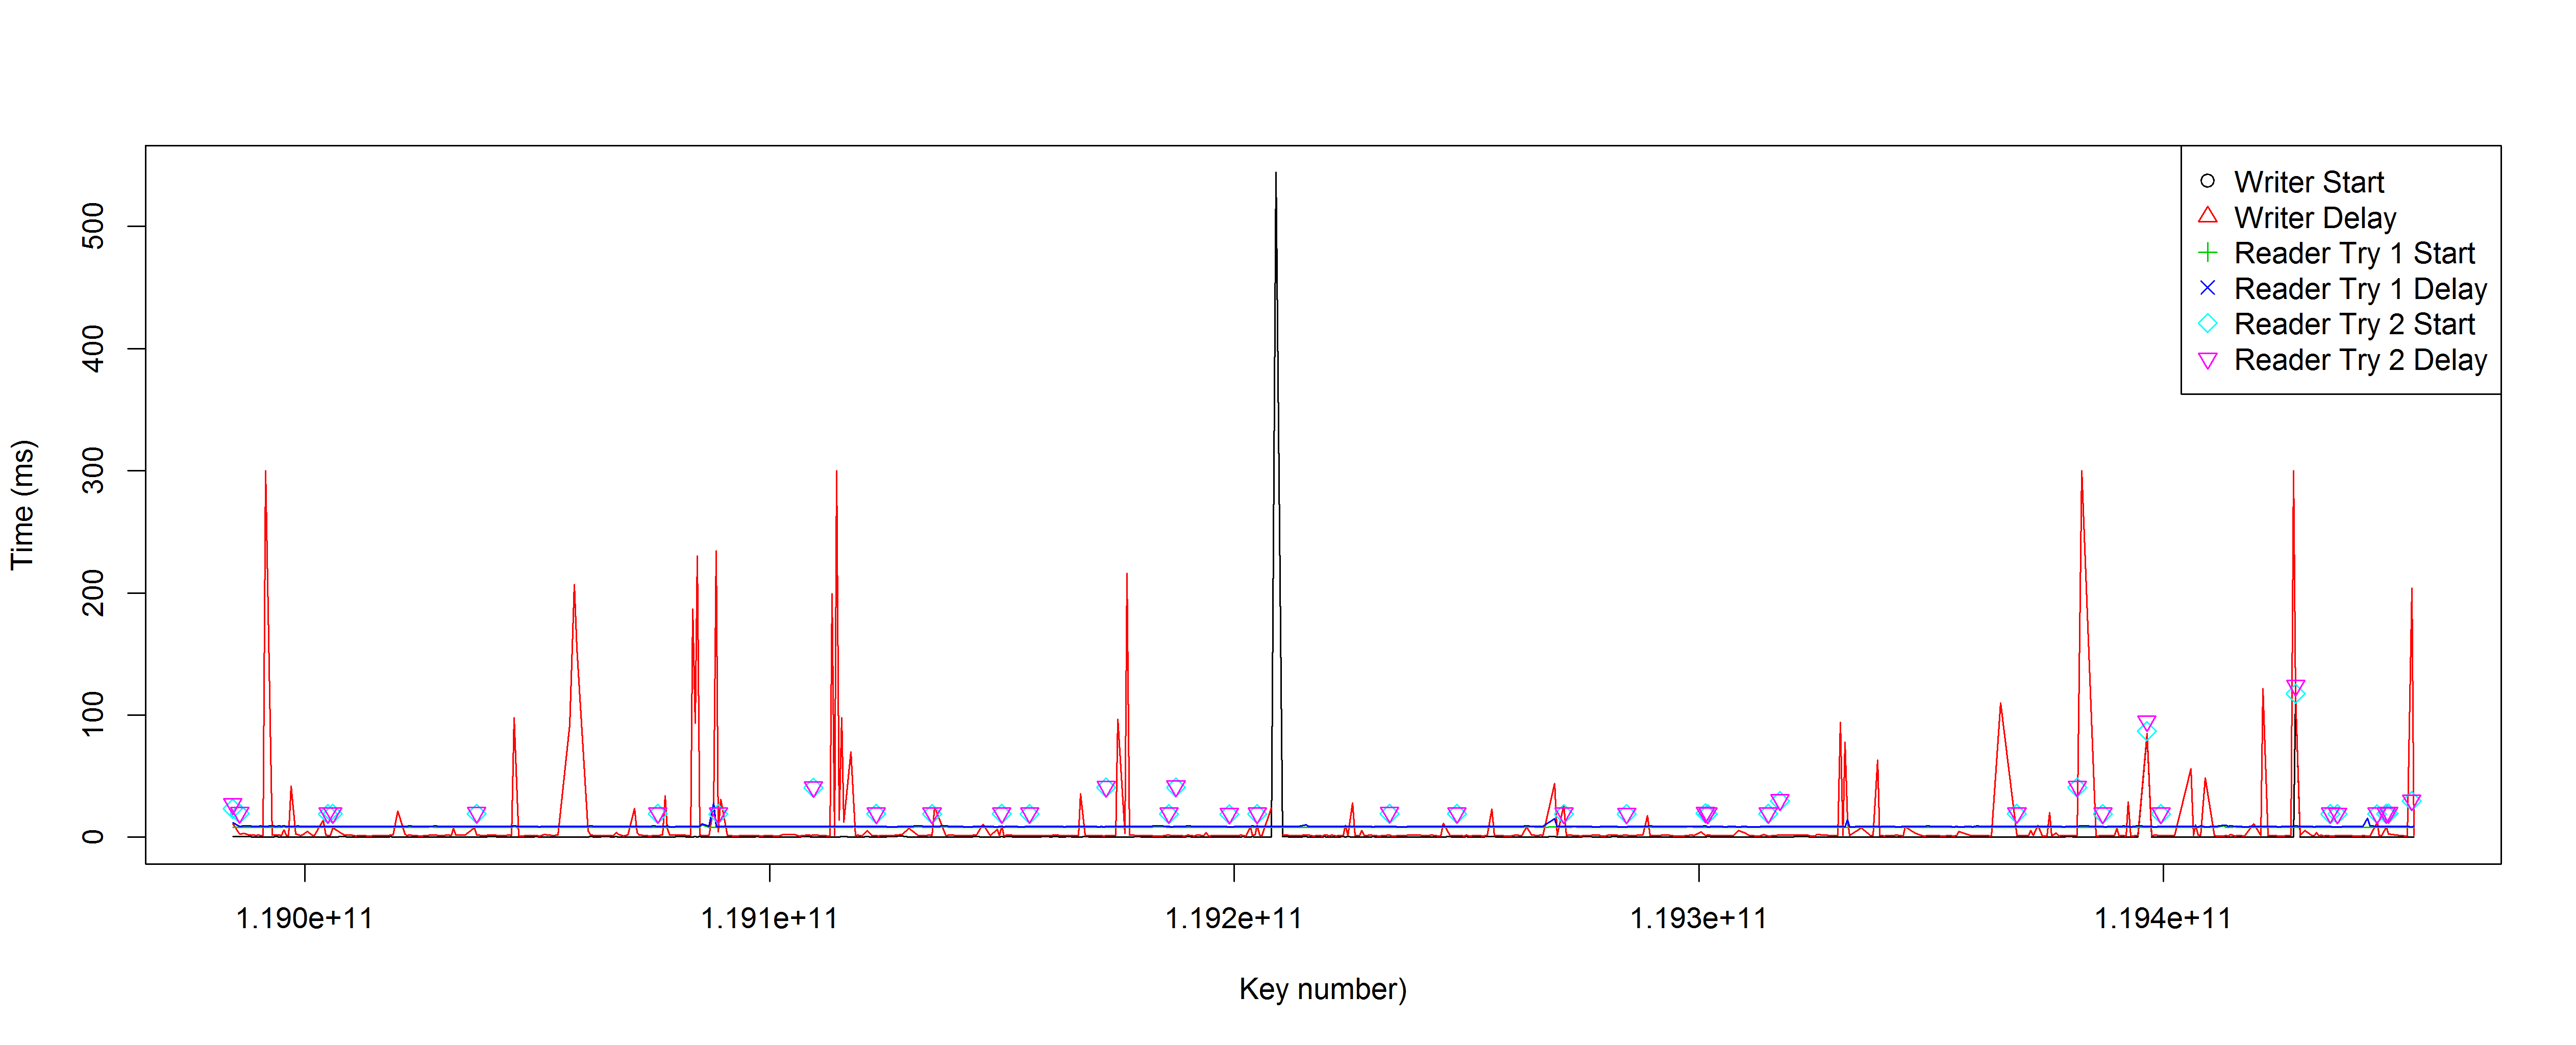 Time (ms)
500
400
300
200
100
0
Writer Start
Writer Delay
Reader Try 1 Start
Reader Try 1 Delay
Reader Try 2 Start
Reader Try 2 Delay
1.190e+11 1.191e+11 1.192e+11 1.193e+11 1.194e+11
Key number)